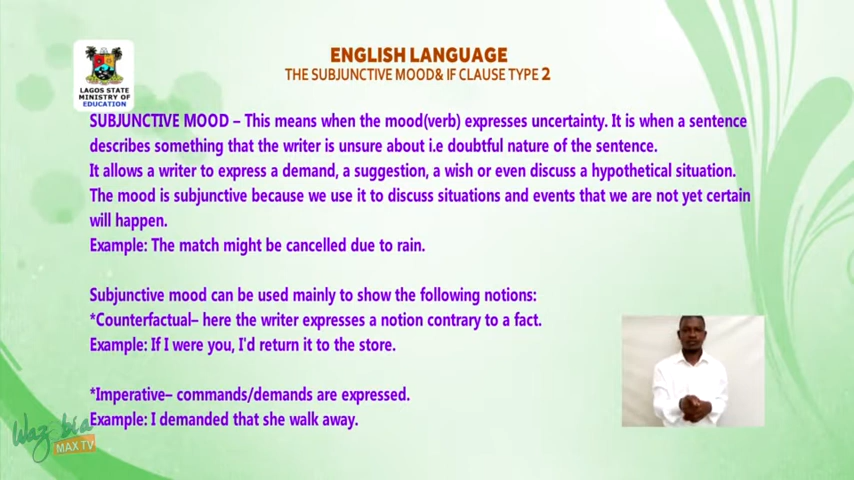 ENGLISH LANGUAGE
THE SUBJUNCTIVE MOOD& IF CLAUSE TYPE 2
LAGOS STATE
MINISTRY OF
EDUCATION
SUBJUNCTIVE MOOD – This means when the mood(verb) expresses uncertainty. It is when a sentence
describes something that the writer is unsure about i.e doubtful nature of the sentence.
It allows a writer to express a demand, a suggestion, a wish or even discuss a hypothetical situation.
The mood is subjunctive because we use it to discuss situations and events that we are not yet certain
will happen.
Example: The match might be cancelled due to rain.
Subjunctive mood can be used mainly to show the following notions:
*Counterfactual– here the writer expresses a notion contrary to a fact.
Example: If I were you, I'd return it to the store.
*Imperative– commands/demands are expressed.
Example: I demanded that she walk away.
Wazobia
MAX TV